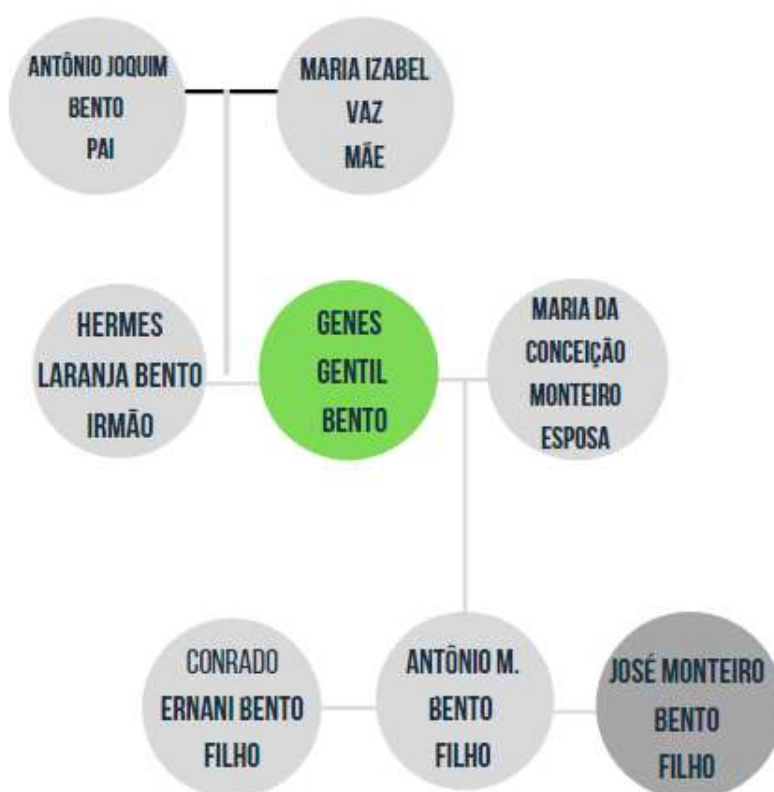 ANTÔNIO JOQUIM
BENTO
PAI
MARIA IZABEL
VAZ
MÃE
HERMES
LARANJA BENTO
IRMÃO
GENES
GENTIL
BENTO
MARIA DA
CONCEIÇÃO
MONTEIRO
ESPOSA
CONRADO
ERNANI BENTO
FILHO
ANTÔNIO M.
BENTO
FILHO
JOSÉ MONTEIRO
BENTO
FILHO